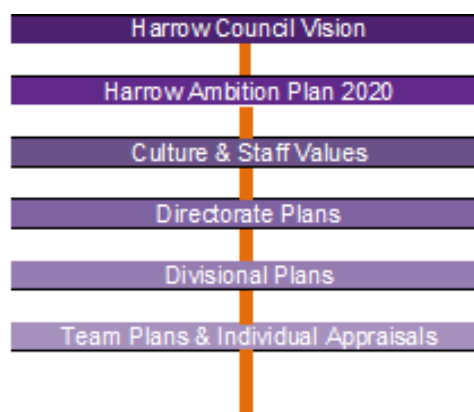 Harrow Council Vision
Harrow Ambition Plan 2020
Culture & Staff Values
Directorate Plans
Divisional Plans
Team Plans & Individual Appraisals